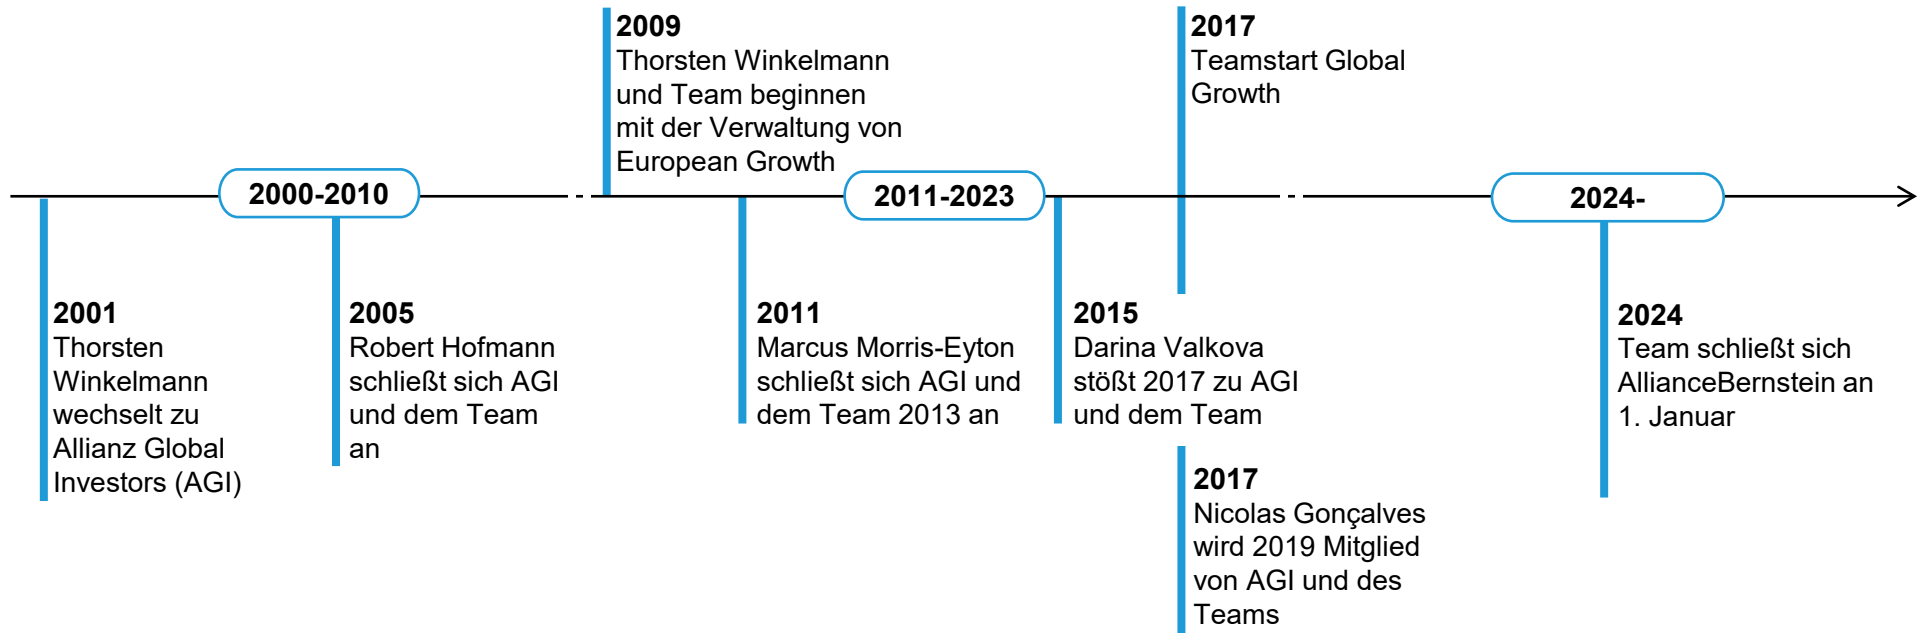 2009
Thorsten Winkelmann
und Team beginnen
mit der Verwaltung von
European Growth
2017
Teamstart Global
Growth
2000-2010
2011-2023
2024-
2001
Thorsten
Winkelmann
wechselt zu
Allianz Global
Investors (AGI)
2005
Robert Hofmann
schließt sich AGI
und dem Team
an
2011
Marcus Morris-Eyton
schließt sich AGI und
dem Team 2013 an
2015
Darina Valkova
stößt 2017 zu AGI
und dem Team
2017
Nicolas Gonçalves
wird 2019 Mitglied
von AGI und des
Teams
2024
Team schließt sich
AllianceBernstein an
1. Januar